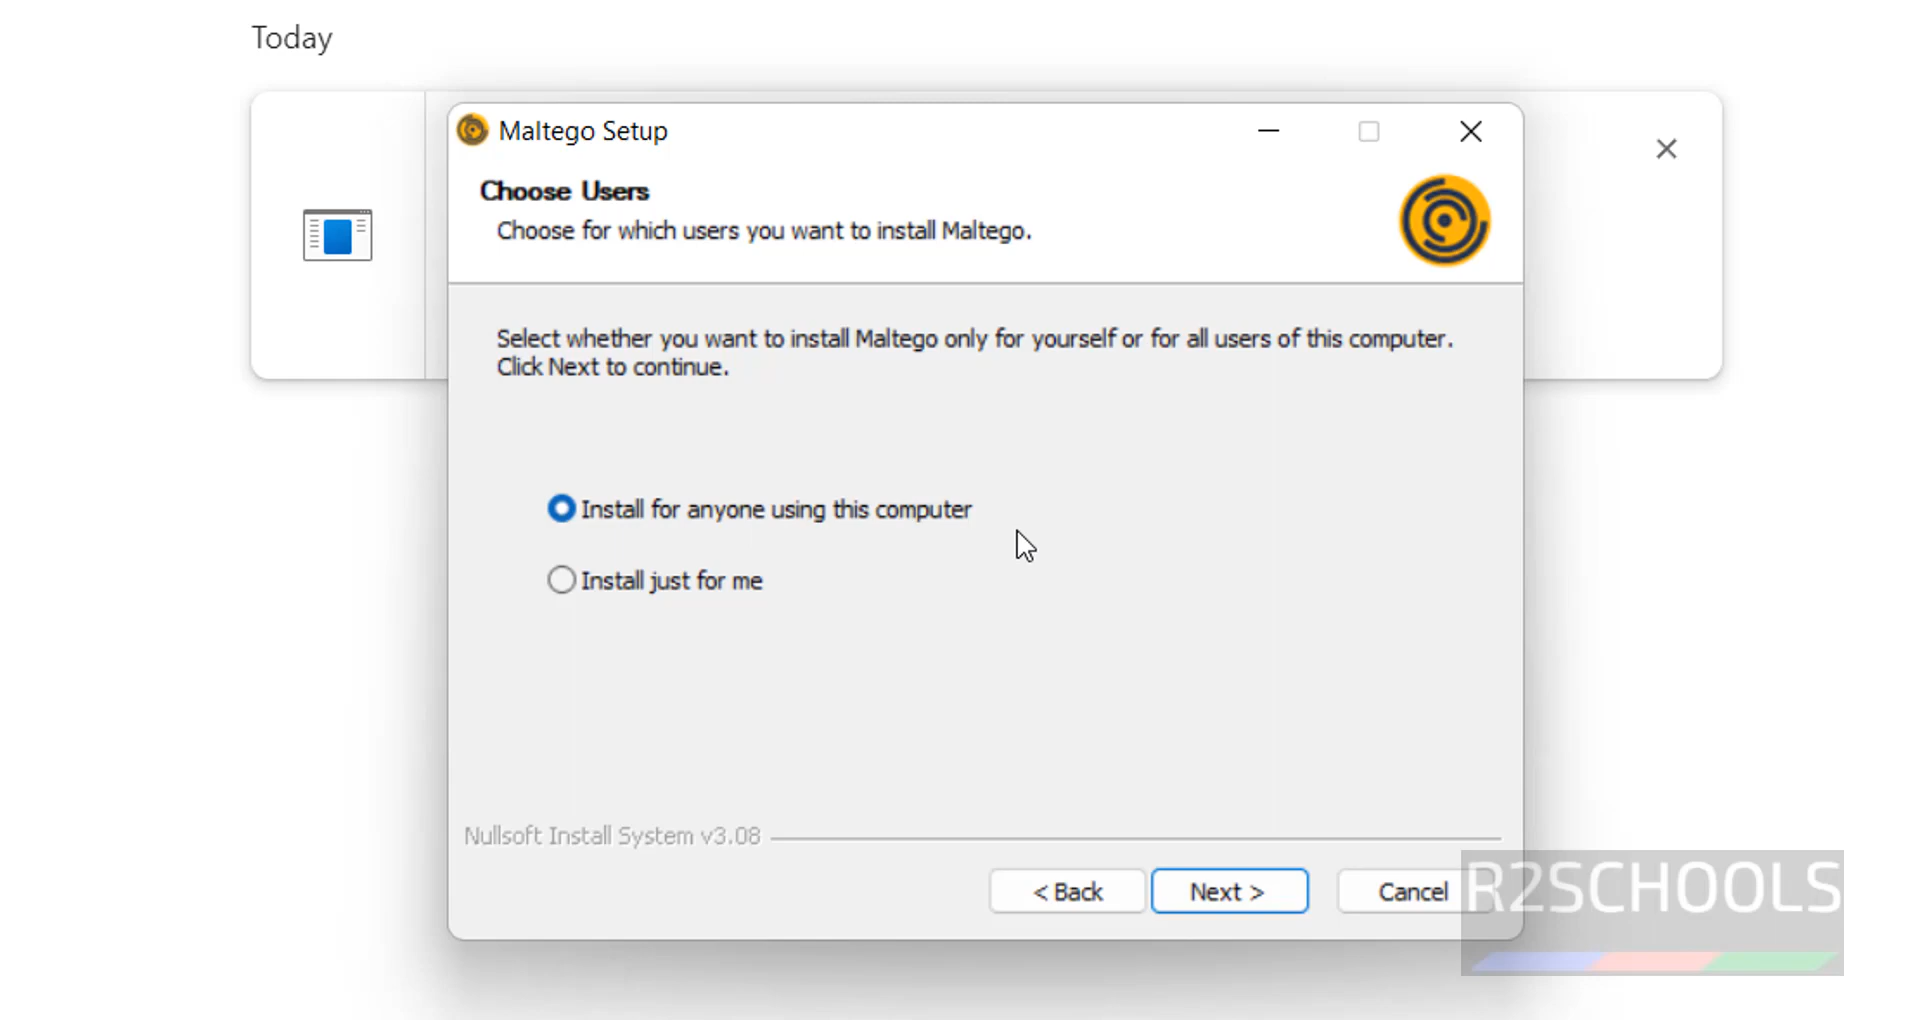 Today
Maltego Setup
Choose Users
Choose for which users you want to install Maltego.
Select whether you want to install Maltego only for yourself or for all users of this computer.
Click Next to continue.
Install for anyone using this computer
Install just for me
Nullsoft Install System v3.08
< Back
Next >
Cancel
R2SCHOOLS